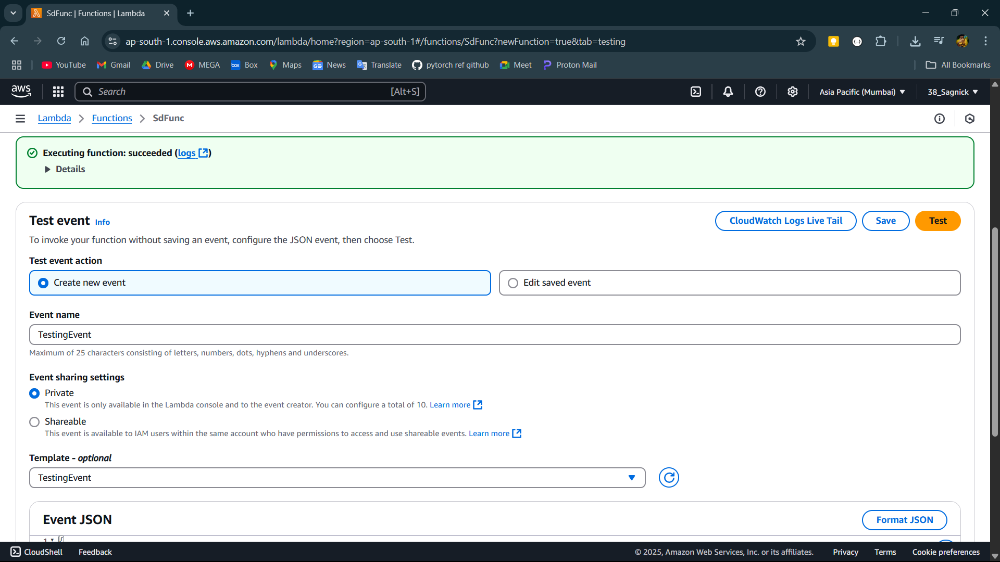 SdFunc | Functions | Lambda
ap-south-1.console.aws.amazon.com/lambda/home?region=ap-south-1#/functions/SdFunc?newFunction=true&tab=testing
YouTube Gmail Drive MEGA Box Maps News Translate pytorch ref github Meet Proton Mail All Bookmarks
aws Search [Alt+S] Asia Pacific (Mumbai) 38_Sagnick
Lambda Functions SdFunc
Executing function: succeeded (logs)
Details
Test event Info CloudWatch Logs Live Tail Save Test
To invoke your function without saving an event, configure the JSON event, then choose Test.
Test event action
Create new event Edit saved event
Event name
TestingEvent
Maximum of 25 characters consisting of letters, numbers, dots, hyphens and underscores.
Event sharing settings
Private
This event is only available in the Lambda console and to the event creator. You can configure a total of 10. Learn more
Shareable
This event is available to IAM users within the same account who have permissions to access and use shareable events. Learn more
Template - optional
TestingEvent
Event JSON Format JSON
1 {
CloudShell Feedback © 2025, Amazon Web Services, Inc. or its affiliates. Privacy Terms Cookie preferences